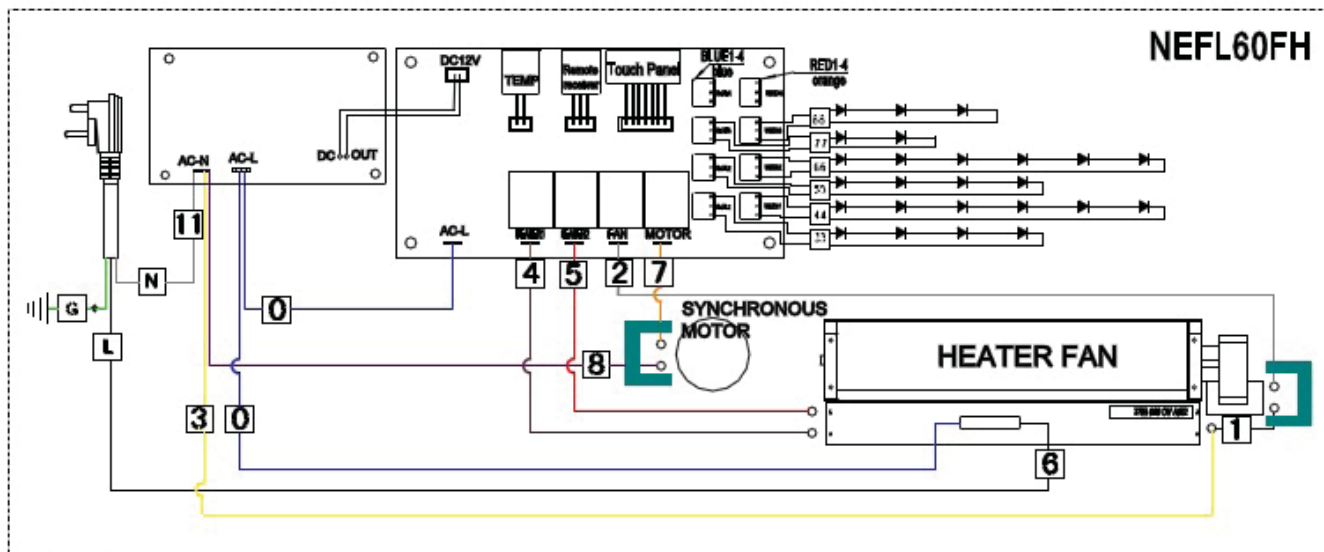 NEFL60FH
BLUE1-4
blue
RED1-4
orange
DC12V
TEMP
Remote
receiver
Touch Panel
AC-N
AC-L
DC OUT
11
N
G
L
0
AC-L
FAN
MOTOR
4
5
2
7
SYNCHRONOUS
MOTOR
8
HEATER FAN
3
0
6
1